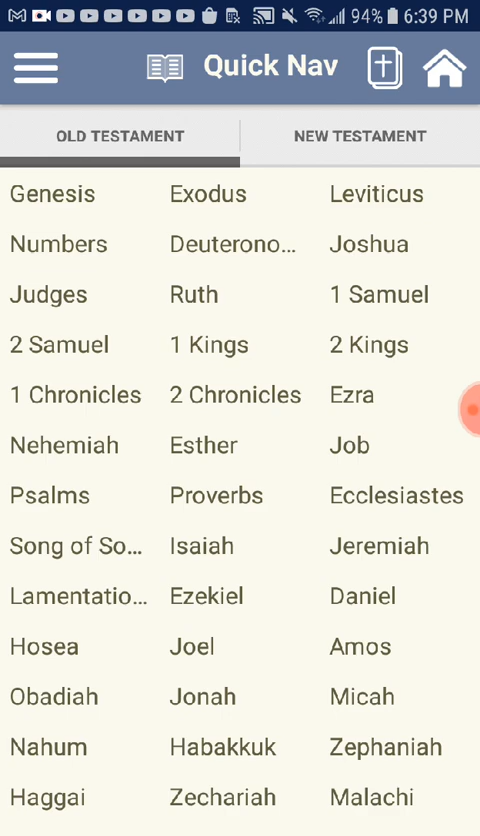 94% 6:39 PM
Quick Nav
OLD TESTAMENT NEW TESTAMENT
Genesis Exodus Leviticus
Numbers Deuterono... Joshua
Judges Ruth 1 Samuel
2 Samuel 1 Kings 2 Kings
1 Chronicles 2 Chronicles Ezra
Nehemiah Esther Job
Psalms Proverbs Ecclesiastes
Song of So... Isaiah Jeremiah
Lamentatio... Ezekiel Daniel
Hosea Joel Amos
Obadiah Jonah Micah
Nahum Habakkuk Zephaniah
Haggai Zechariah Malachi